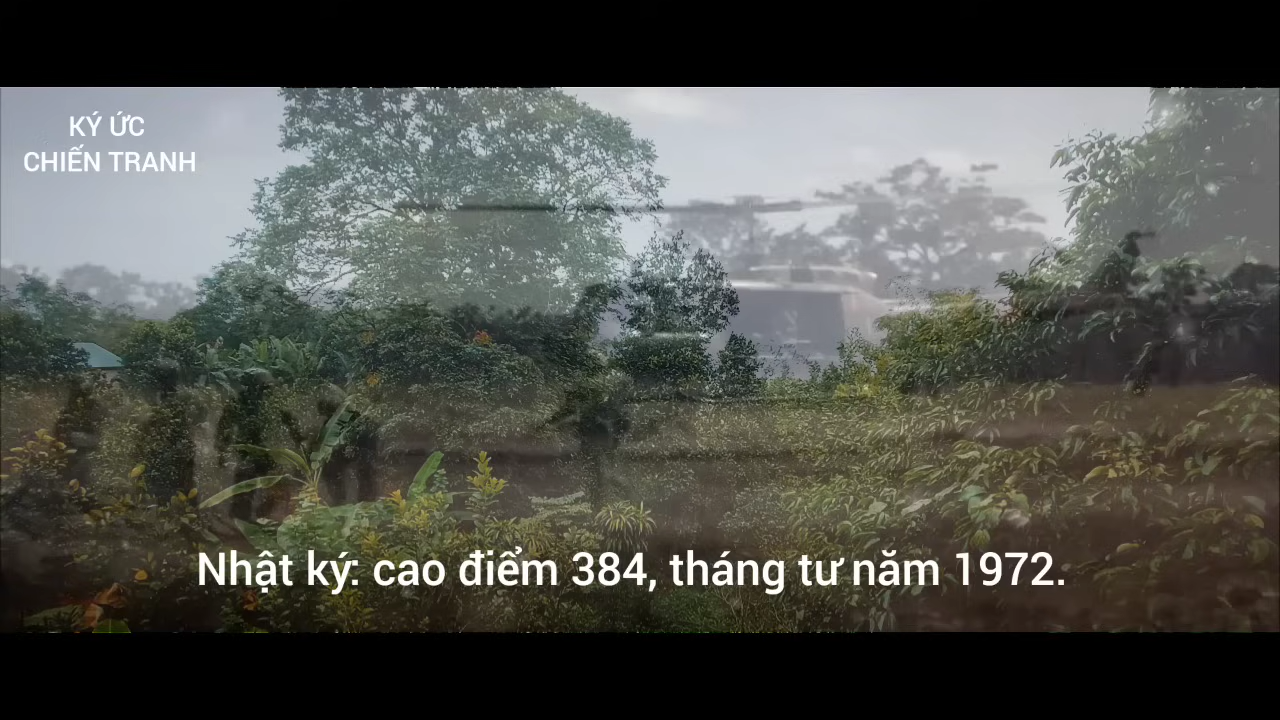 KÝ ỨC
CHIẾN TRANH
Nhật ký: cao điểm 384, tháng tư năm 1972.